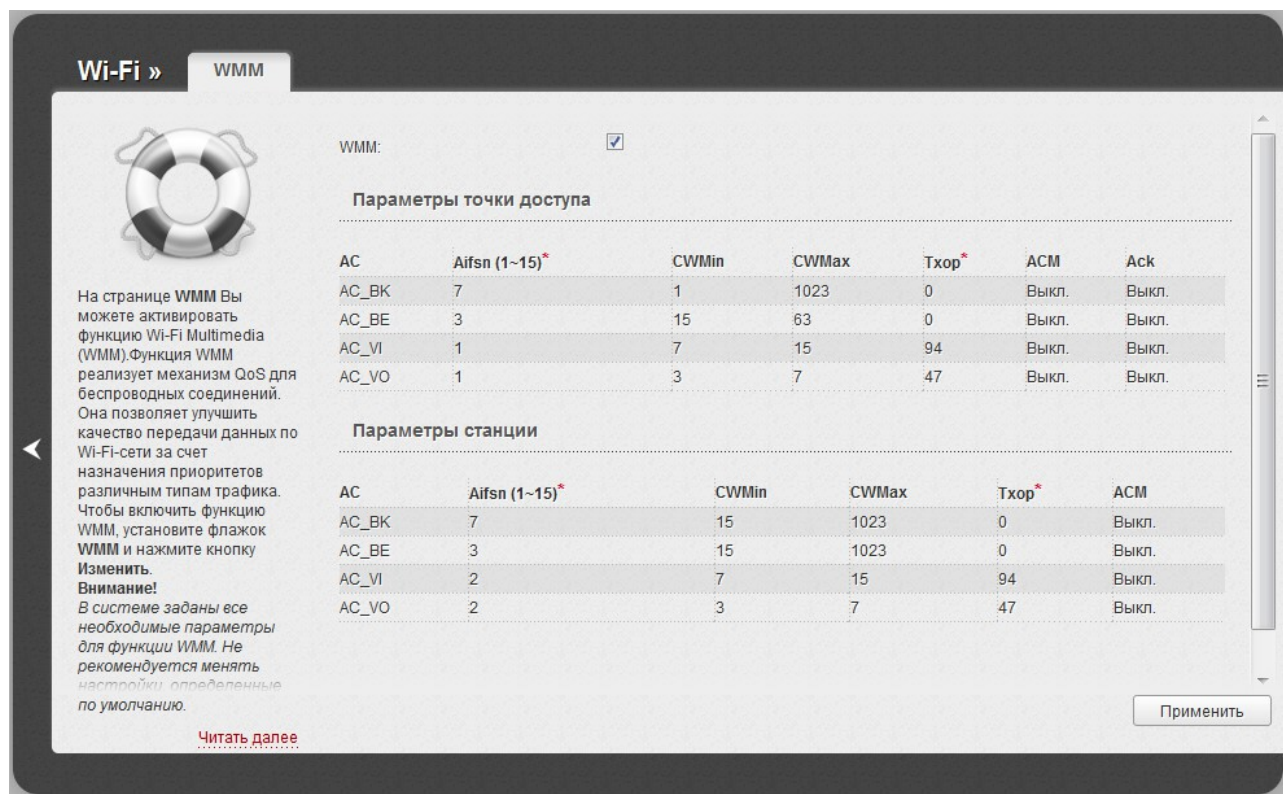 Wi-Fi » WMM
На странице WMM Вы
можете активировать
функцию Wi-Fi Multimedia
(WMM).Функция WMM
реализует механизм QoS для
беспроводных соединений.
Она позволяет улучшить
качество передачи данных по
Wi-Fi-сети за счет
назначения приоритетов
различным типам трафика.
Чтобы включить функцию
WMM, установите флажок
WMM и нажмите кнопку
Изменить.
Внимание!
В системе заданы все
необходимые параметры
для функции WMM. Не
рекомендуется менять
настройки, определенные
по умолчанию.
Читать далее
WMM:
Параметры точки доступа
AC Aifsn (1~15)* CWMin CWMax Txop* ACM Ack
AC_BK 7 1 1023 0 Выкл. Выкл.
AC_BE 3 15 63 0 Выкл. Выкл.
AC_VI 1 7 15 94 Выкл. Выкл.
AC_VO 1 3 7 47 Выкл. Выкл.
Параметры станции
AC Aifsn (1~15)* CWMin CWMax Txop* ACM
AC_BK 7 15 1023 0 Выкл.
AC_BE 3 15 1023 0 Выкл.
AC_VI 2 7 15 94 Выкл.
AC_VO 2 3 7 47 Выкл.
Применить